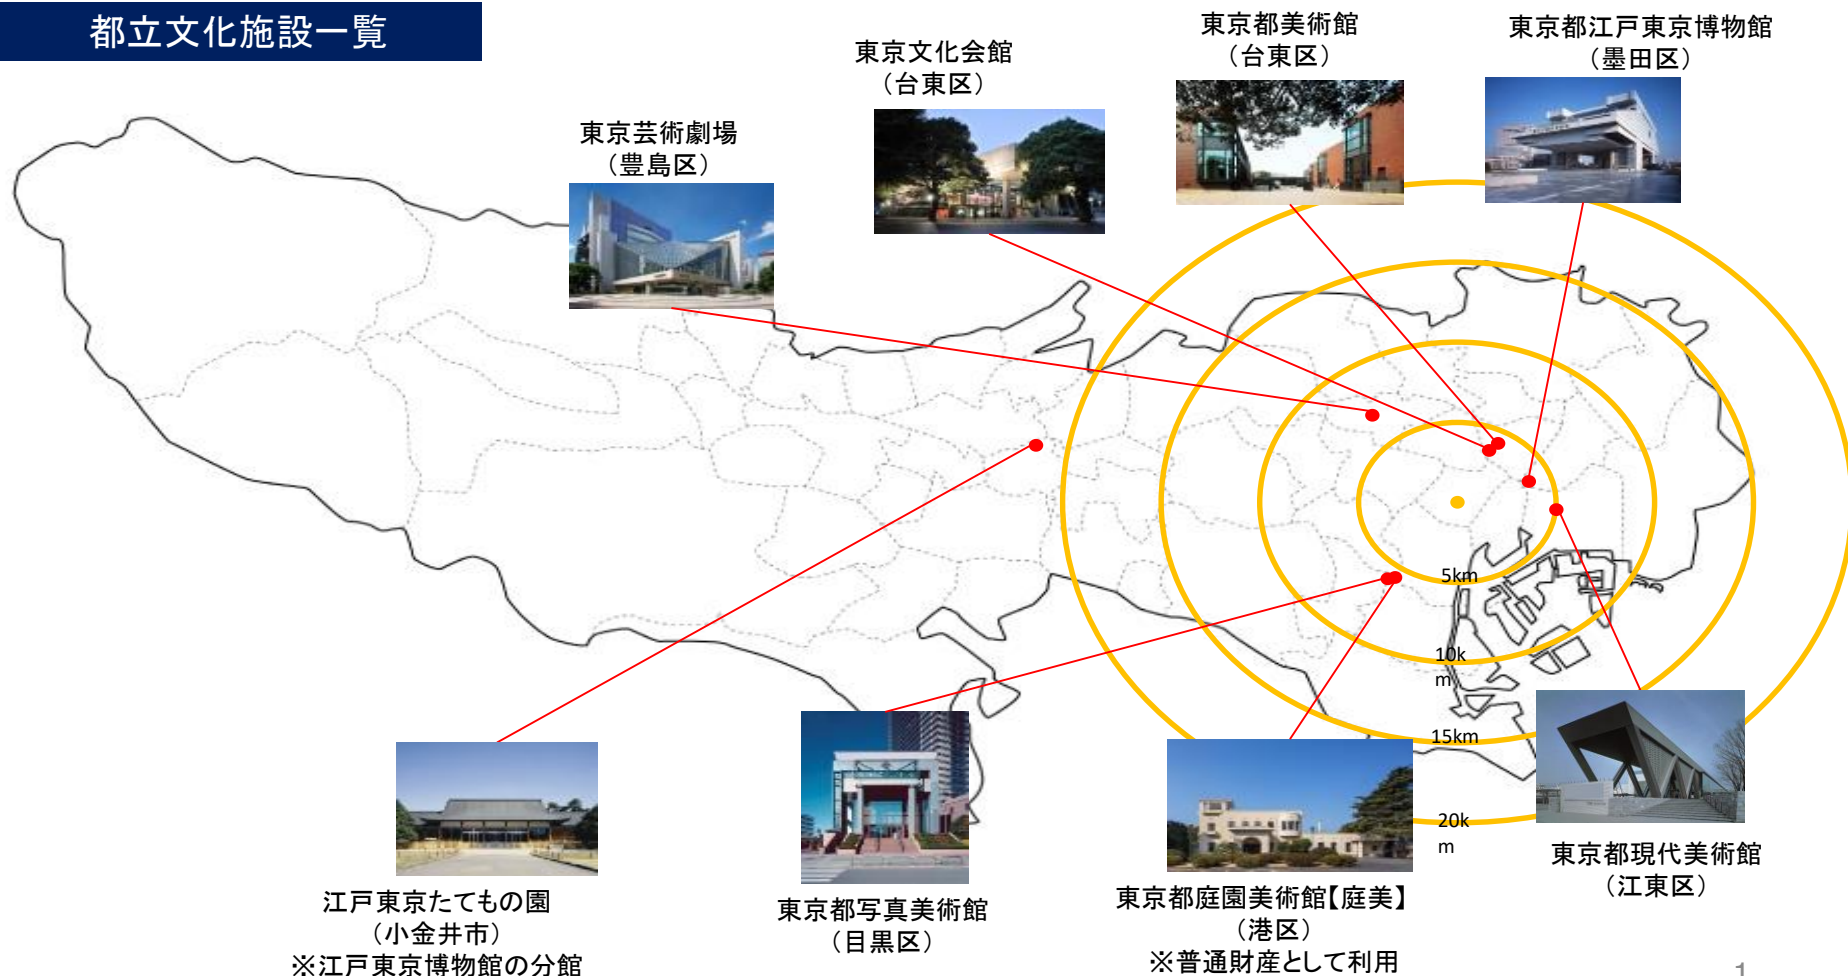 都立文化施設一覧
東京都美術館
（台東区）
東京都江戸東京博物館
（墨田区）
東京文化会館
（台東区）
東京芸術劇場
（豊島区）
5km
10k
m
15km
20k
m
東京都現代美術館
（江東区）
東京都庭園美術館【庭美】
（港区）
※普通財産として利用
東京都写真美術館
（目黒区）
江戸東京たてもの園
（小金井市）
※江戸東京博物館の分館
1